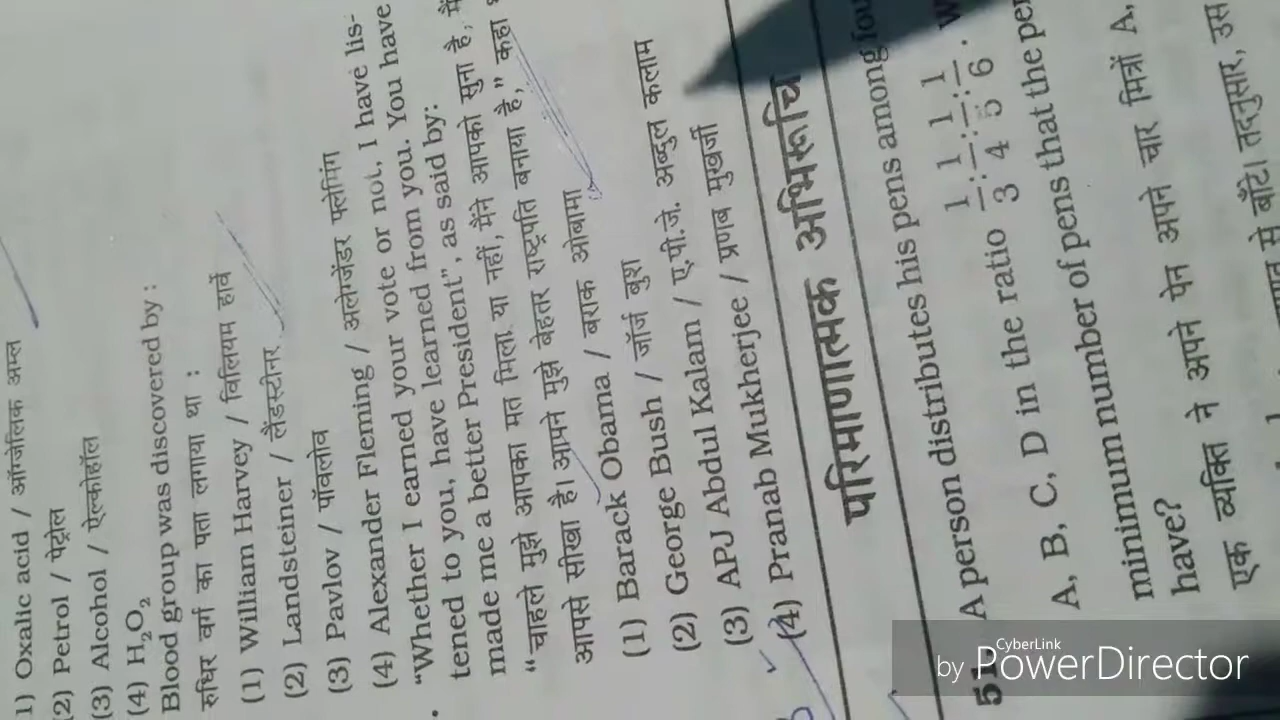 1) Oxalic acid / ऑग्जेलिक अम्ल
(2) Petrol / पेट्रोल
(3) Alcohol / ऐल्कोहॉल
(4) H₂O₂
Blood group was discovered by :
रुधिर वर्ग का पता लगाया था :
(1) William Harvey / विलियम हार्वे
(2) Landsteiner / लैंडस्टीनर
(3) Pavlov / पॉवलोव
(4) Alexander Fleming / अलेग्जेंडर फ्लेमिंग
“Whether I earned your vote or not, I have lis-
tened to you, have learned from you. You have
made me a better President”, as said by:
“चाहले मुझे आपका मत मिला या नहीं, मैंने आपको सुना है, मैं
आपसे सीखा है। आपने मुझे बेहतर राष्ट्रपति बनाया है,” कहा
(1) Barack Obama / बराक ओबामा
(2) George Bush / जॉर्ज बुश
(3) APJ Abdul Kalam / ए.पी.जे. अब्दुल कलाम
(4) Pranab Mukherjee / प्रणब मुखर्जी
परिमाणात्मक अभिरूचि
51 A person distributes his pens among
A, B, C, D in the ratio 1/3 : 1/4 : 1/5 : 1/6 .
minimum number of pens that the
have?
एक व्यक्ति ने अपने पेन अपने चार मित्रों A,
से बाँटे। तदनुसार, उस
CyberLink
by PowerDirector